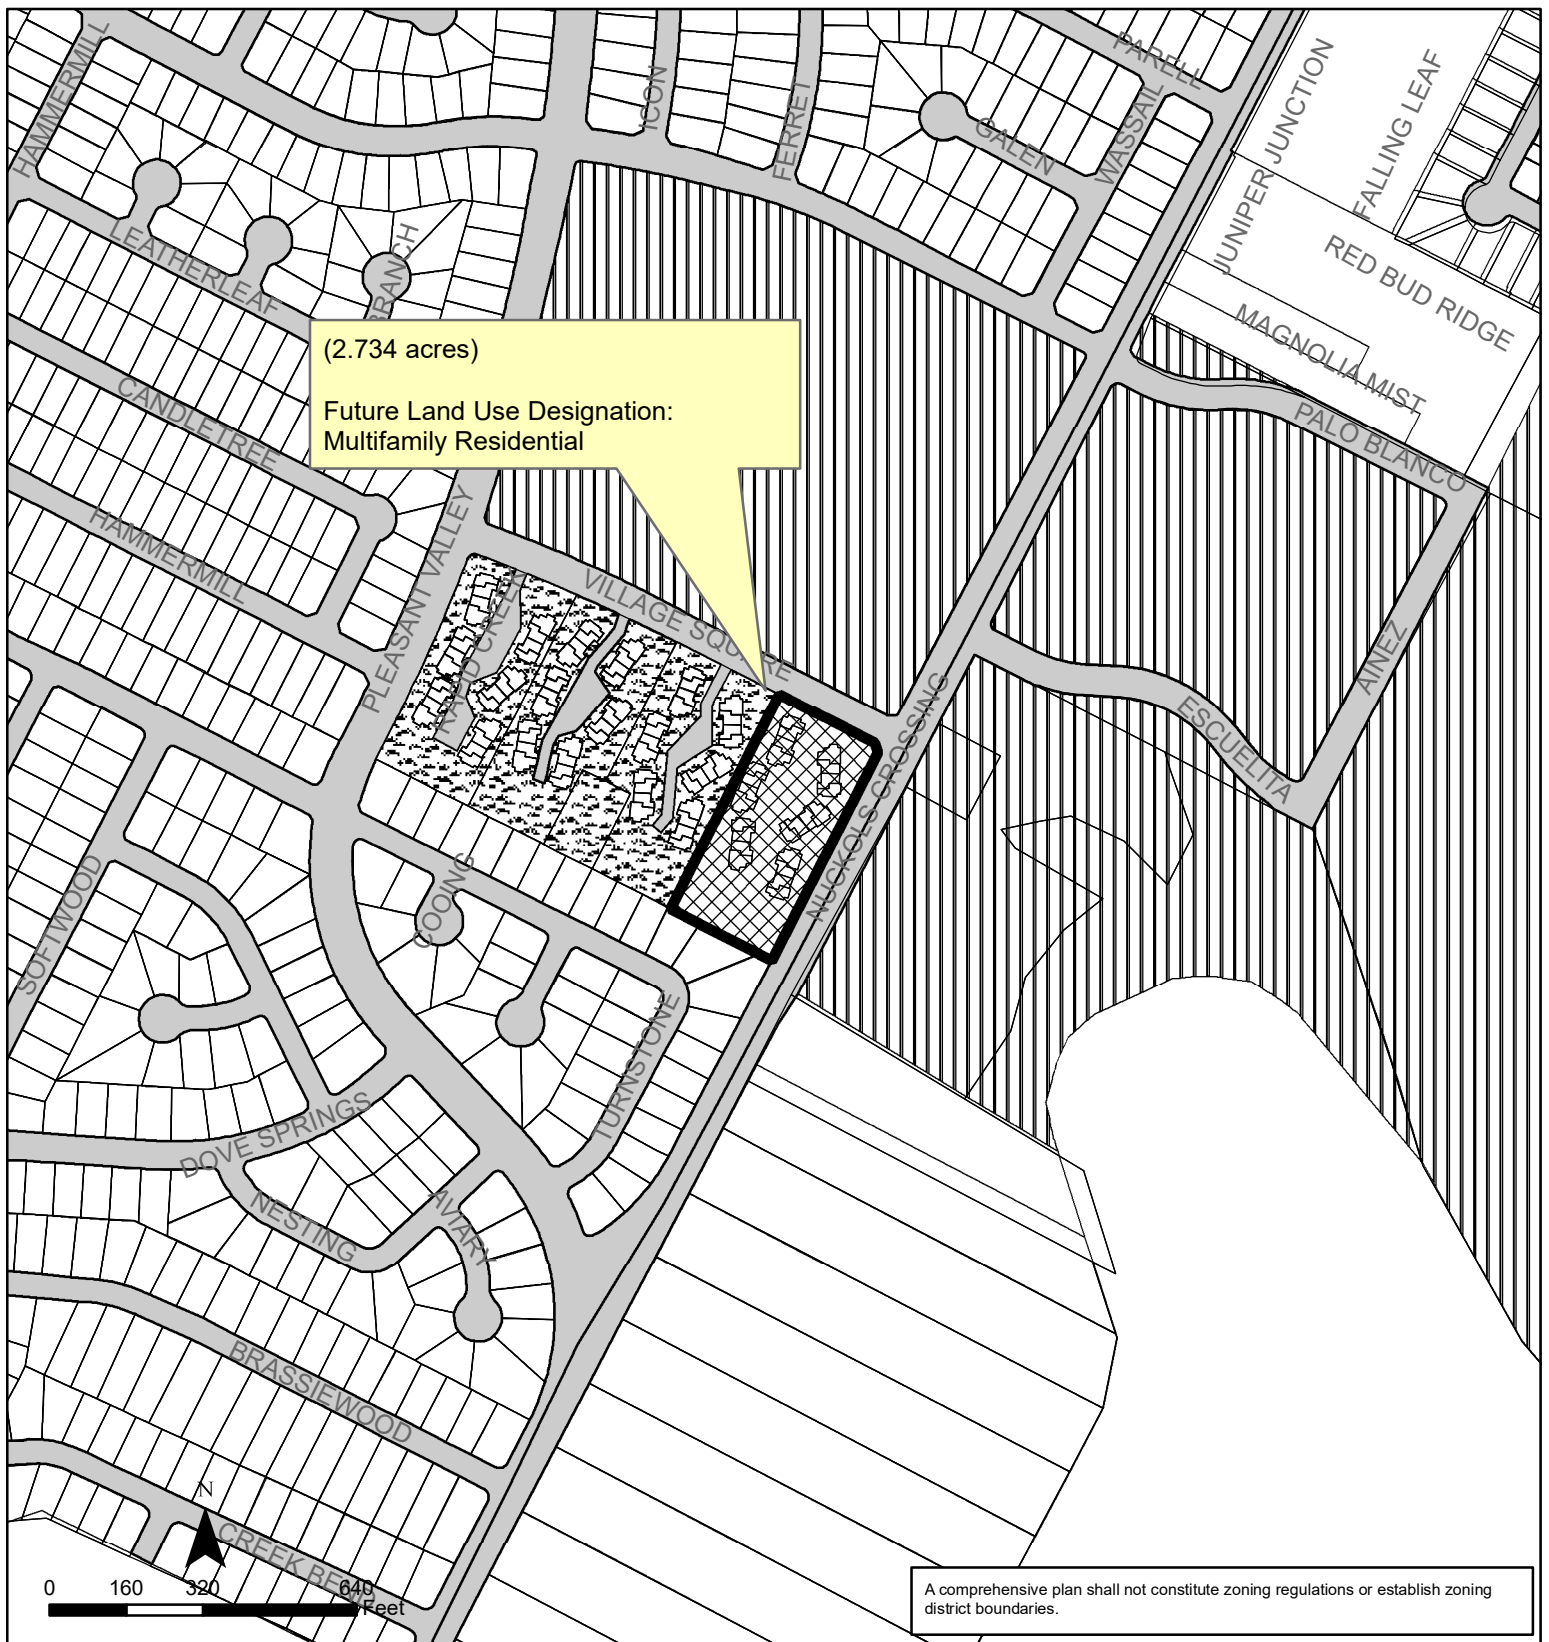 PARELL
HAMMERMILL
ICON
FERRET
GALEN
WASSAIL
JUNIPER JUNCTION
FALLING LEAF
LEATHERLEAF
BRANCH
RED BUD RIDGE
MAGNOLIA MIST
(2.734 acres)
Future Land Use Designation:
Multifamily Residential
CANDLETREE
PALO BLANCO
HAMMERMILL
PLEASANT VALLEY
RAPID CREEK
VILLAGE SQUARE
AINEZ
ESCUELITA
NUCKOLS CROSSING
COOING
SOFTWOOD
TURNSTONE
DOVE SPRINGS
NESTING
AVIARY
BRASSIEWOOD
N
CREEK
0 160 320 640
Feet
A comprehensive plan shall not constitute zoning regulations or establish zoning
district boundaries.